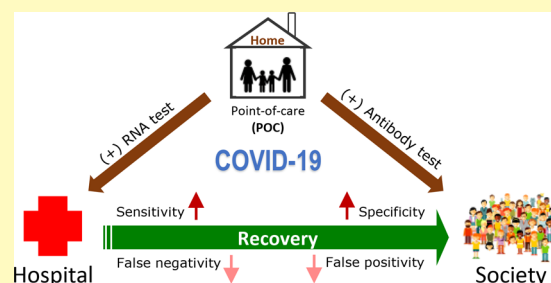 Home
Point-of-care
(POC)
(+) RNA test
(+) Antibody test
COVID-19
Sensitivity
Specificity
Recovery
False negativity
False positivity
Hospital
Society